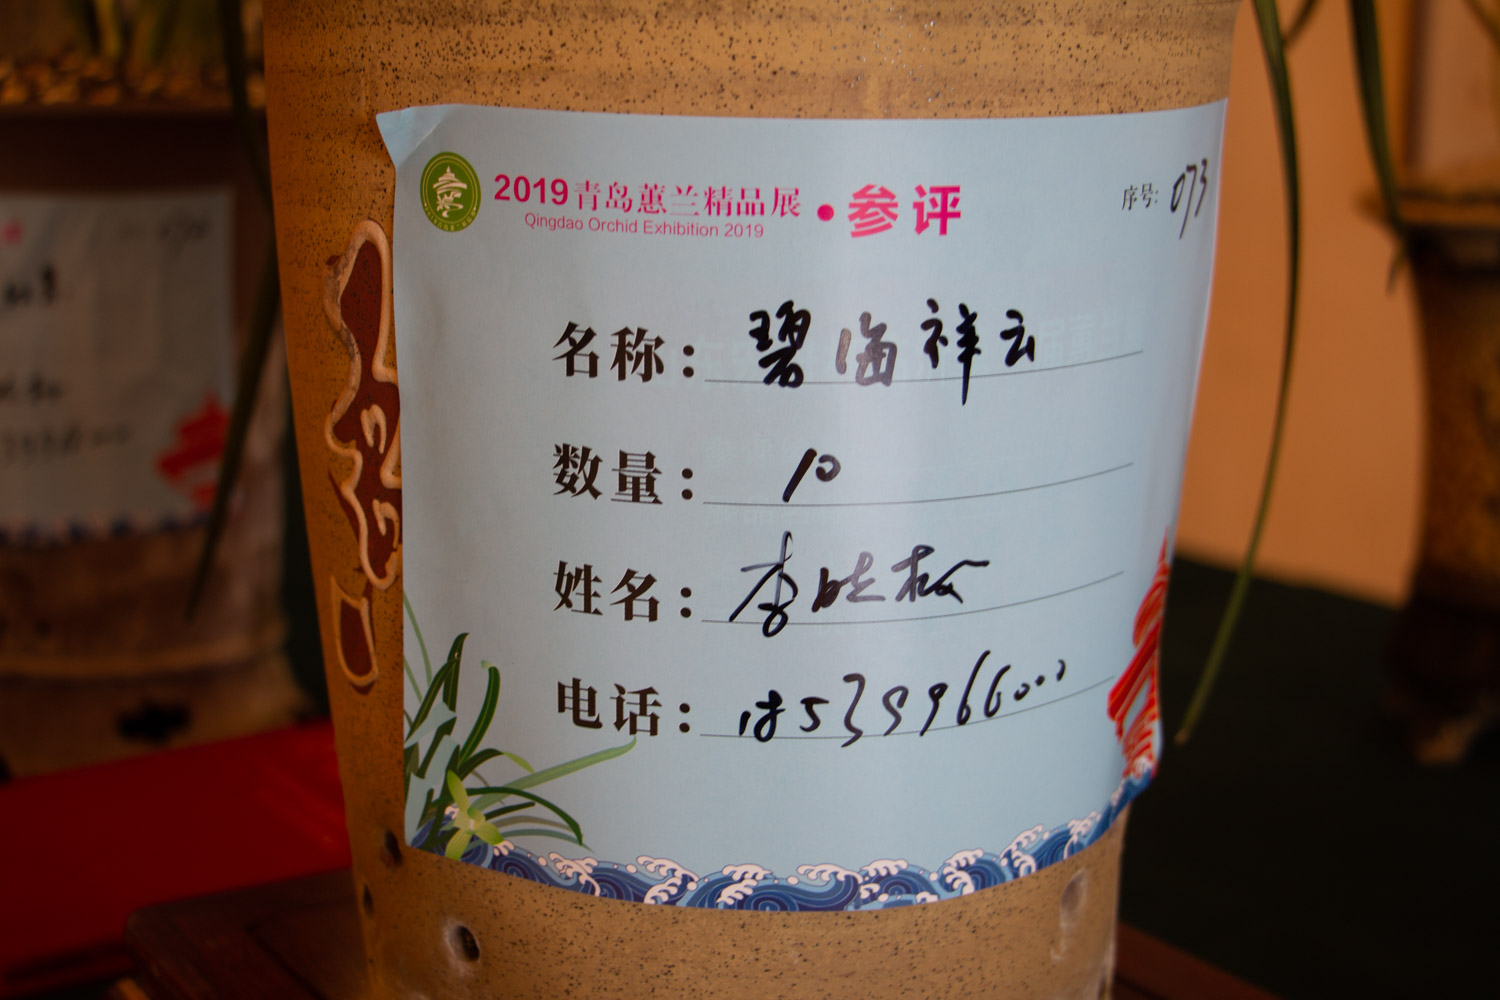 2019青岛蕙兰精品展·参评
Qingdao Orchid Exhibition 2019
序号: 073
名称: 碧海祥云
数量: 10
姓名: 李
电话: 18539966000